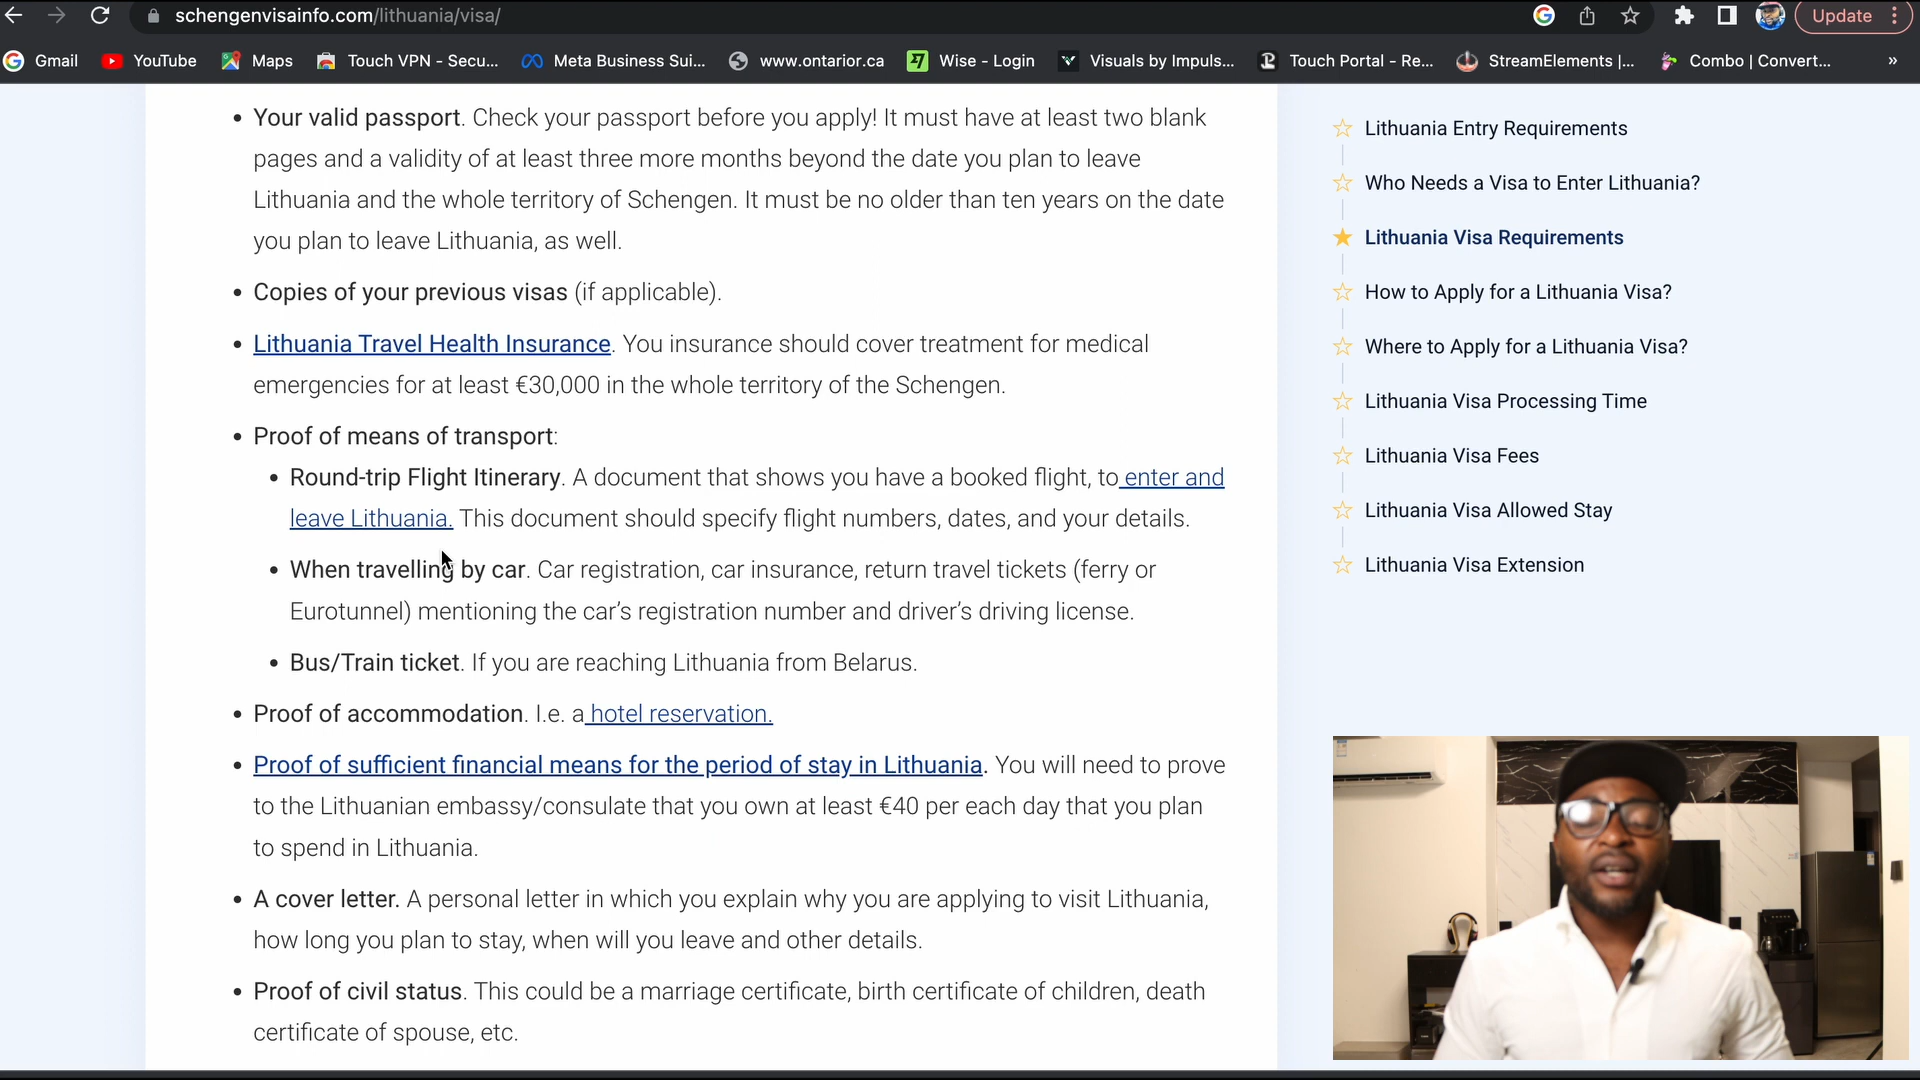 schengenvisainfo.com/lithuania/visa/
Update
Gmail
YouTube
Maps
Touch VPN - Secu...
Meta Business Sui...
www.ontarior.ca
Wise - Login
Visuals by Impuls...
Touch Portal - Re...
StreamElements |...
Combo | Convert...
»
• Your valid passport. Check your passport before you apply! It must have at least two blank
pages and a validity of at least three more months beyond the date you plan to leave
Lithuania and the whole territory of Schengen. It must be no older than ten years on the date
you plan to leave Lithuania, as well.
• Copies of your previous visas (if applicable).
• Lithuania Travel Health Insurance. You insurance should cover treatment for medical
emergencies for at least €30,000 in the whole territory of the Schengen.
• Proof of means of transport:
• Round-trip Flight Itinerary. A document that shows you have a booked flight, to enter and
leave Lithuania. This document should specify flight numbers, dates, and your details.
• When travelling by car. Car registration, car insurance, return travel tickets (ferry or
Eurotunnel) mentioning the car’s registration number and driver’s driving license.
• Bus/Train ticket. If you are reaching Lithuania from Belarus.
• Proof of accommodation. I.e. a hotel reservation.
• Proof of sufficient financial means for the period of stay in Lithuania. You will need to prove
to the Lithuanian embassy/consulate that you own at least €40 per each day that you plan
to spend in Lithuania.
• A cover letter. A personal letter in which you explain why you are applying to visit Lithuania,
how long you plan to stay, when will you leave and other details.
• Proof of civil status. This could be a marriage certificate, birth certificate of children, death
certificate of spouse, etc.
Lithuania Entry Requirements
Who Needs a Visa to Enter Lithuania?
Lithuania Visa Requirements
How to Apply for a Lithuania Visa?
Where to Apply for a Lithuania Visa?
Lithuania Visa Processing Time
Lithuania Visa Fees
Lithuania Visa Allowed Stay
Lithuania Visa Extension